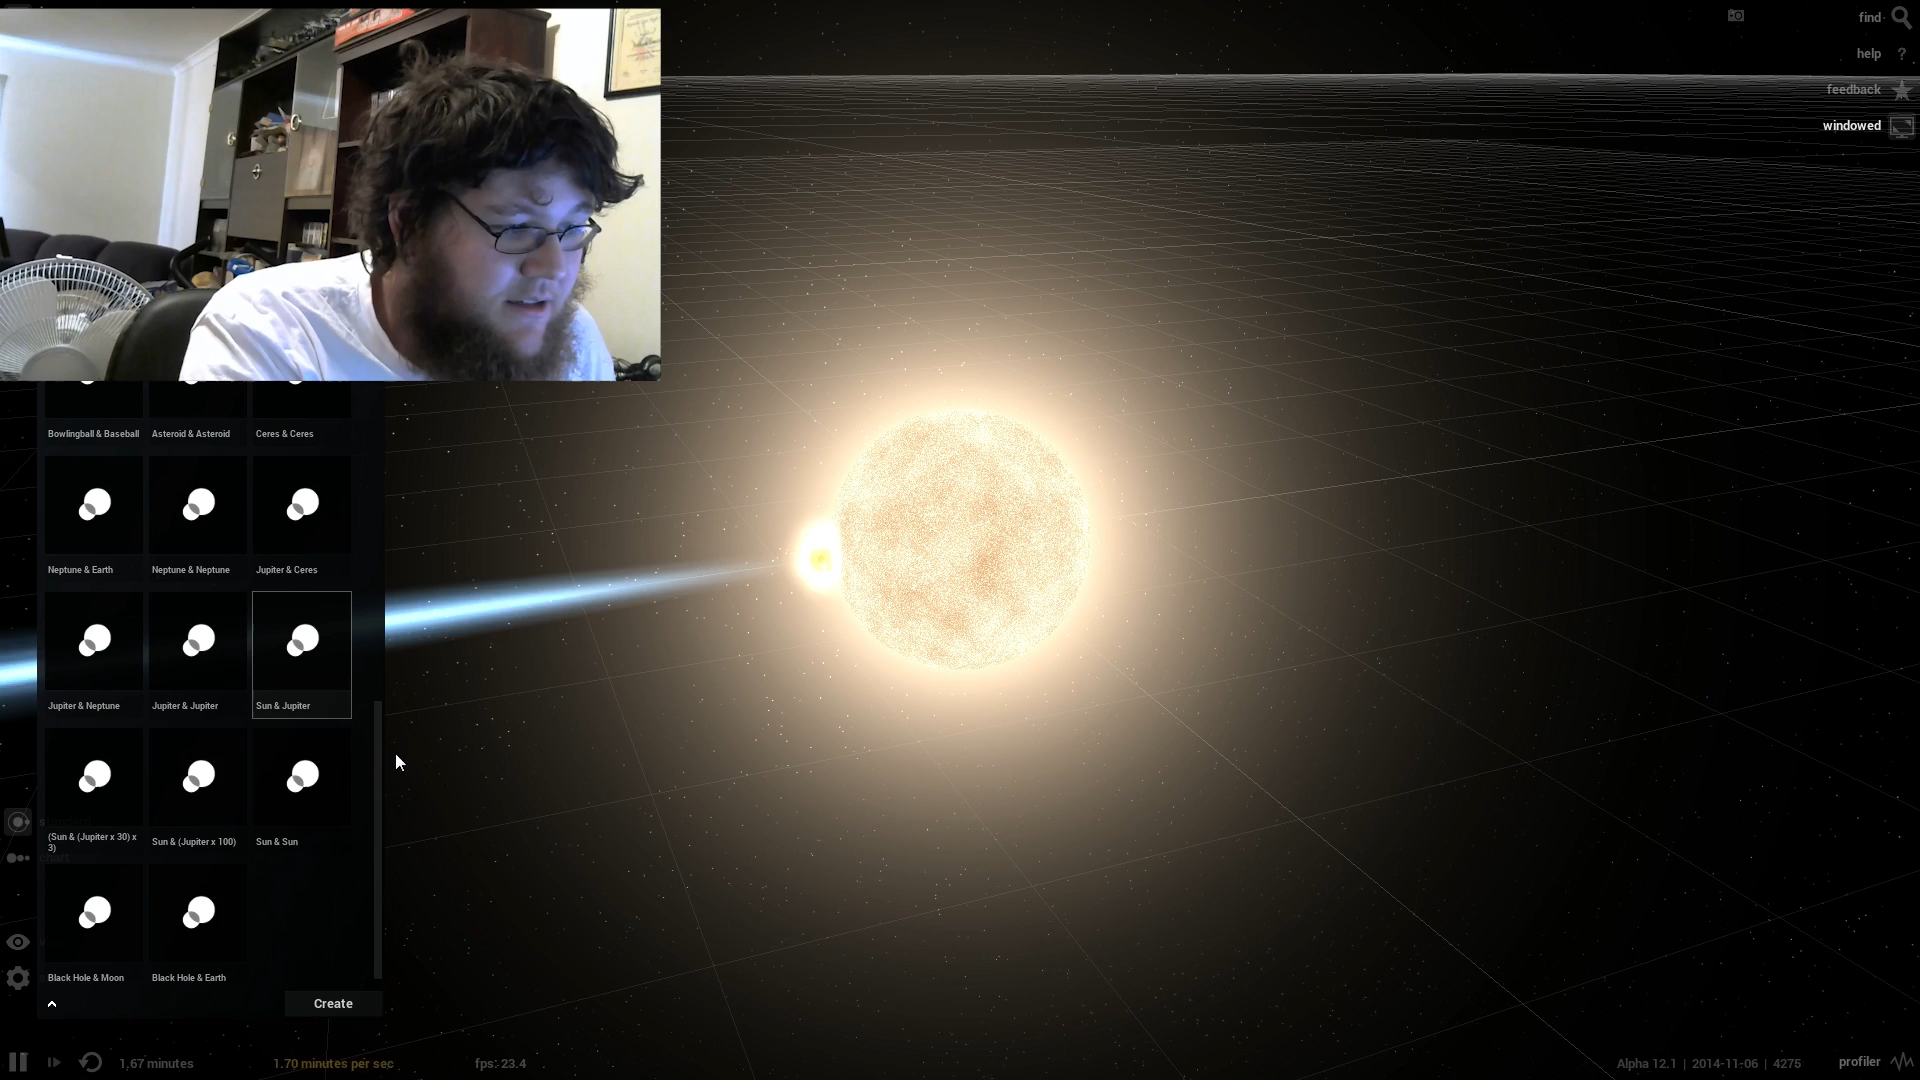 find
help ?
feedback
windowed
Bowlingball & Baseball
Asteroid & Asteroid
Ceres & Ceres
Neptune & Earth
Neptune & Neptune
Jupiter & Ceres
Jupiter & Neptune
Jupiter & Jupiter
Sun & Jupiter
(Sun & (Jupiter x 30) x
3)
Sun & (Jupiter x 100)
Sun & Sun
chart
Black Hole & Moon
Black Hole & Earth
Create
1.67 minutes
1.70 minutes per sec
fps: 23.4
Alpha 12.1 | 2014-11-06 | 4275
profiler